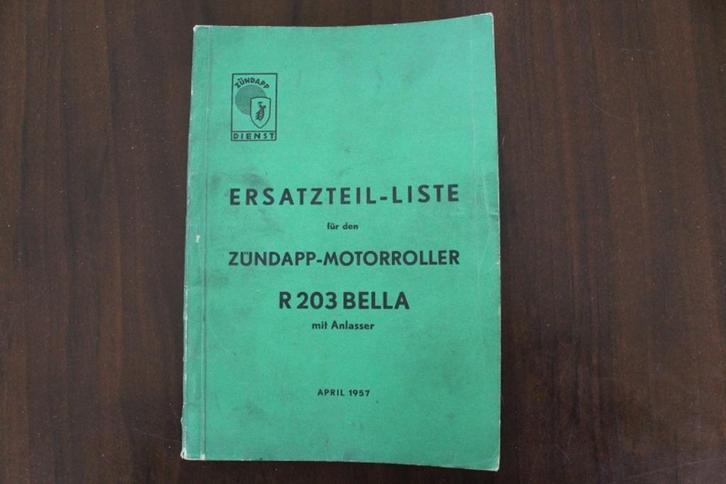 ZÜNDAPP
DIENST
ERSATZTEIL-LISTE
für den
ZÜNDAPP-MOTORROLLER
R 203 BELLA
mit Anlasser
APRIL 1957